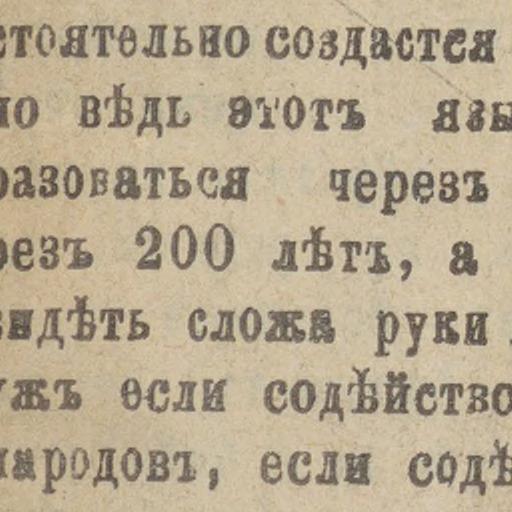 стоятельно создастся
но вѣдь этотъ язы
разоваться черезъ
резъ 200 лѣтъ, а
сидѣть сложа руки
ужъ если содѣйство
народовъ, если содѣ